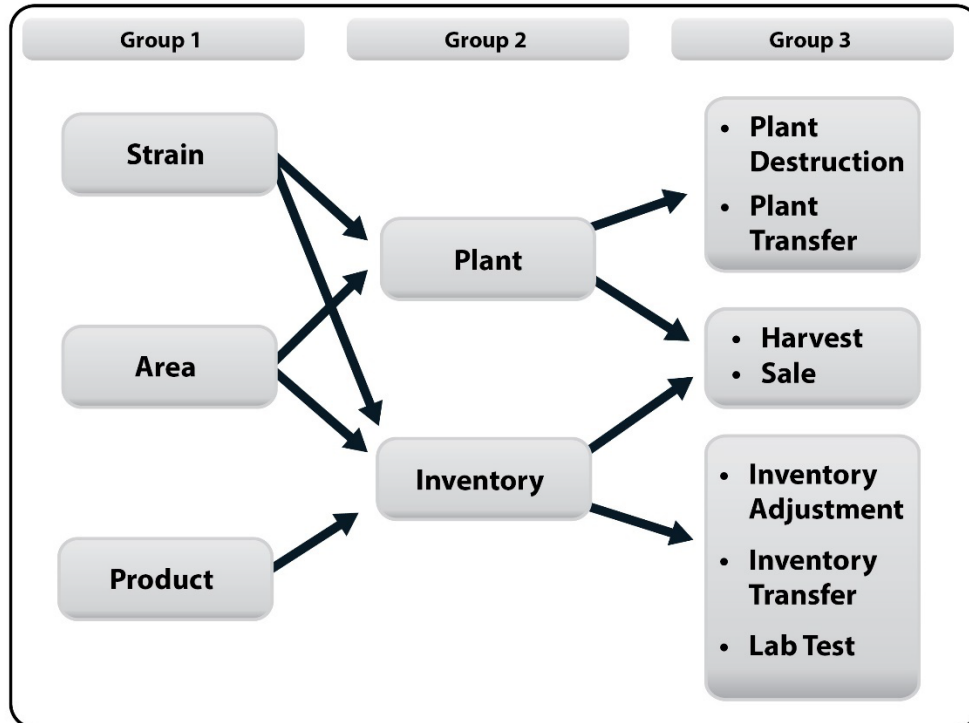 Group 1
Group 2
Group 3
Strain
Area
Product
Plant
Inventory
• Plant
Destruction
• Plant
Transfer
• Harvest
• Sale
• Inventory
Adjustment
• Inventory
Transfer
• Lab Test